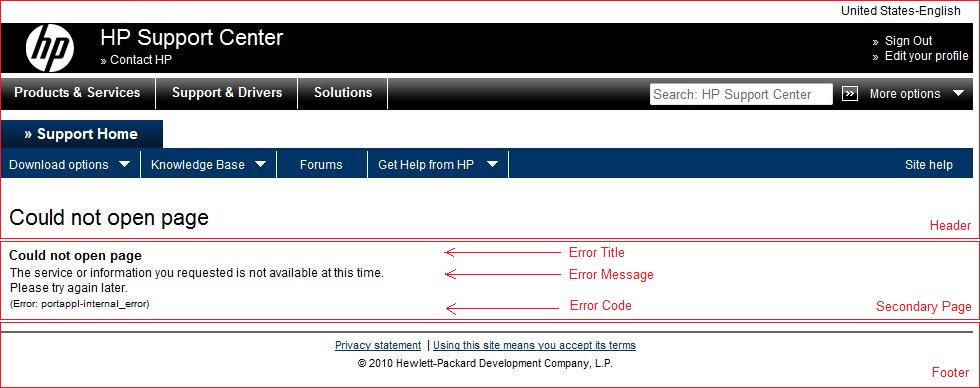 United States-English
hp
HP Support Center
» Contact HP
» Sign Out
» Edit your profile
Products & Services
Support & Drivers
Solutions
Search: HP Support Center
»
More options
» Support Home
Download options
Knowledge Base
Forums
Get Help from HP
Site help
Could not open page
Header
Could not open page
Error Title
The service or information you requested is not available at this time.
Error Message
Please try again later.
(Error: portappl-internal_error)
Error Code
Secondary Page
Privacy statement | Using this site means you accept its terms
© 2010 Hewlett-Packard Development Company, L.P.
Footer